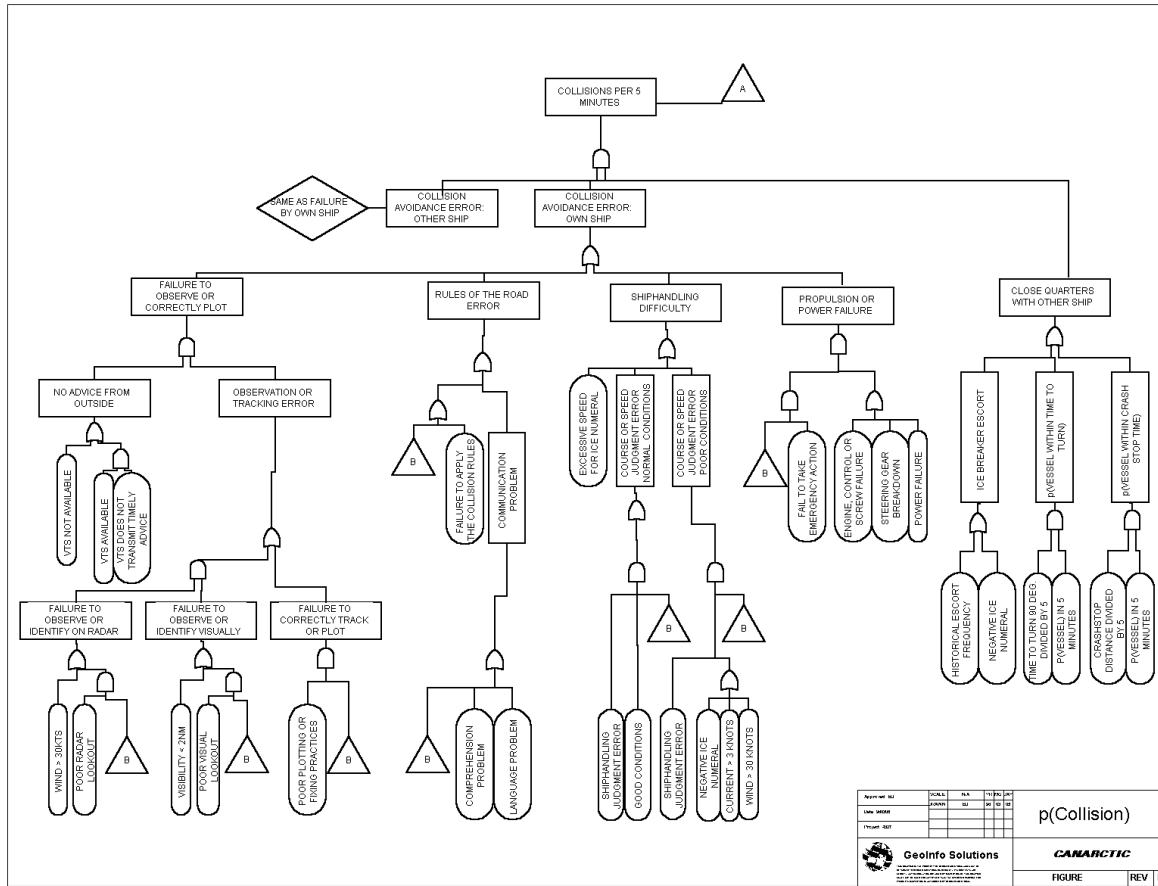 COLLISIONS PER 5
MINUTES
A
SAME AS FAILURE
BY OWN SHIP
COLLISION
AVOIDANCE ERROR:
OTHER SHIP
COLLISION
AVOIDANCE ERROR:
OWN SHIP
FAILURE TO
OBSERVE OR
CORRECTLY PLOT
RULES OF THE ROAD
ERROR
SHIPHANDLING
DIFFICULTY
PROPULSION OR
POWER FAILURE
CLOSE QUARTERS
WITH OTHER SHIP
NO ADVICE FROM
OUTSIDE
OBSERVATION OR
TRACKING ERROR
VTS NOT AVAILABLE
VTS AVAILABLE
VTS DOES NOT
TRANSMIT TIMELY
ADVICE
B
FAILURE TO APPLY
THE COLLISION RULES
COMMUNICATION
PROBLEM
EXCESSIVE SPEED
FOR ICE NUMERAL
COURSE OR SPEED
JUDGMENT ERROR
NORMAL CONDITIONS
COURSE OR SPEED
JUDGMENT ERROR
POOR CONDITIONS
B
FAIL TO TAKE
EMERGENCY ACTION
ENGINE, CONTROL OR
SCREW FAILURE
STEERING GEAR
BREAKDOWN
POWER FAILURE
ICE BREAKER ESCORT
p(VESSEL WITHIN TIME TO
TURN)
p(VESSEL WITHIN CRASH
STOP TIME)
FAILURE TO
OBSERVE OR
IDENTIFY ON RADAR
FAILURE TO
OBSERVE OR
IDENTIFY VISUALLY
FAILURE TO
CORRECTLY TRACK
OR PLOT
B
B
HISTORICAL ESCORT
FREQUENCY
NEGATIVE ICE
NUMERAL
TIME TO TURN 90 DEG.
DIVIDED BY 5
P(VESSEL) IN 5
MINUTES
CRASHSTOP
DISTANCE DIVIDED
BY 5
P(VESSEL) IN 5
MINUTES
WIND > 30KTS
POOR RADAR
LOOKOUT
B
VISIBILITY < 2NM
POOR VISUAL
LOOKOUT
B
POOR PLOTTING OR
FIXING PRACTICES
B
B
COMPREHENSION
PROBLEM
LANGUAGE PROBLEM
SHIPHANDLING
JUDGMENT ERROR
GOOD CONDITIONS
SHIPHANDLING
JUDGMENT ERROR
NEGATIVE ICE
NUMERAL
CURRENT > 3 KNOTS
WIND > 30 KNOTS
SCALE
p(Collision)
GeoInfo Solutions
CANARCTIC
FIGURE
REV